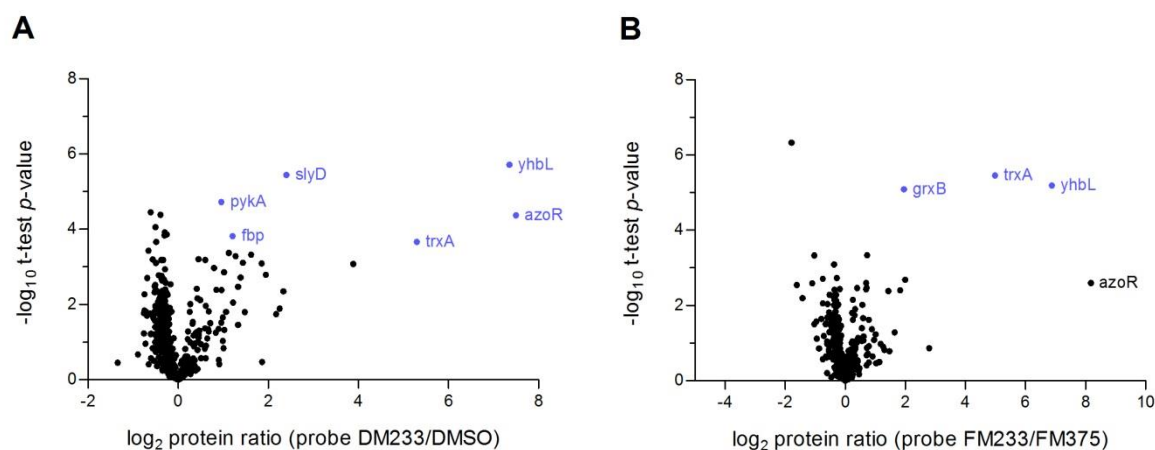 A
B
8
6
4
2
0
-2
0
2
4
6
8
-log10 t-test p-value
log2 protein ratio (probe DM233/DMSO)
yhbL
slyD
pykA
azoR
fbp
trxA
8
6
4
2
0
-4
-2
0
2
4
6
8
10
-log10 t-test p-value
log2 protein ratio (probe FM233/FM375)
trxA
grxB
yhbL
azoR